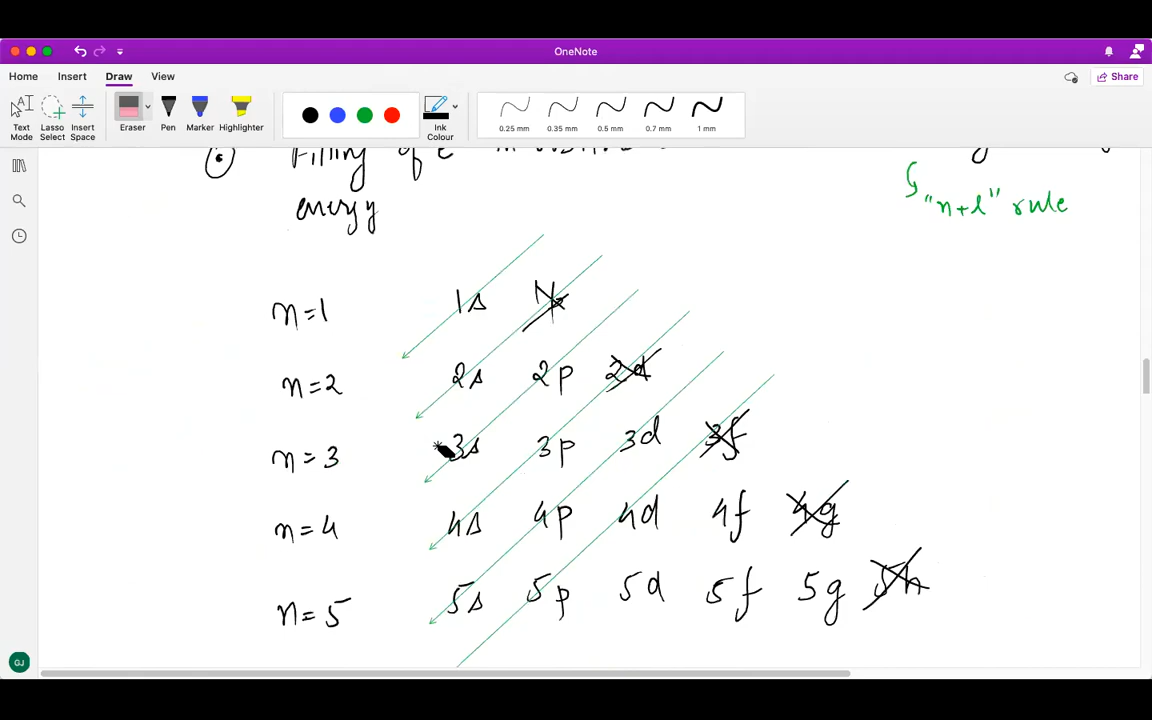 OneNote
Home Insert Draw View
Share
Text Mode
Lasso Select
Insert Space
Eraser
Pen
Marker
Highlighter
Ink Colour
0.25 mm
0.35 mm
0.5 mm
0.7 mm
1 mm
Filling of e⁻
energy
"n+l" rule
n=1 1s 1p
n=2 2s 2p 2d
n=3 3s 3p 3d 3f
n=4 4s 4p 4d 4f 4g
n=5 5s 5p 5d 5f 5g 5h
GJ